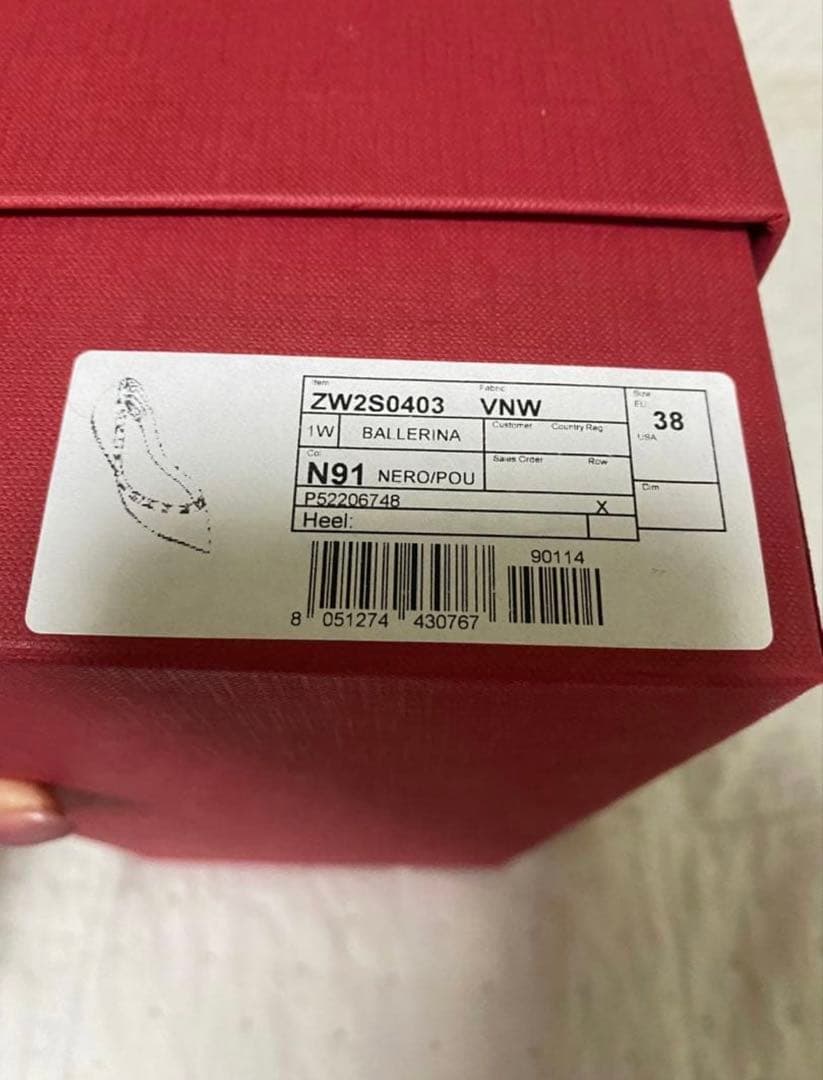 Item Fabric Size
ZW2S0403 VNW EU 38
1W BALLERINA Customer Country Reg USA
Col Sales Order Row
N91 NERO/POU Dim
P52206748 X
Heel:
90114
8 051274 430767